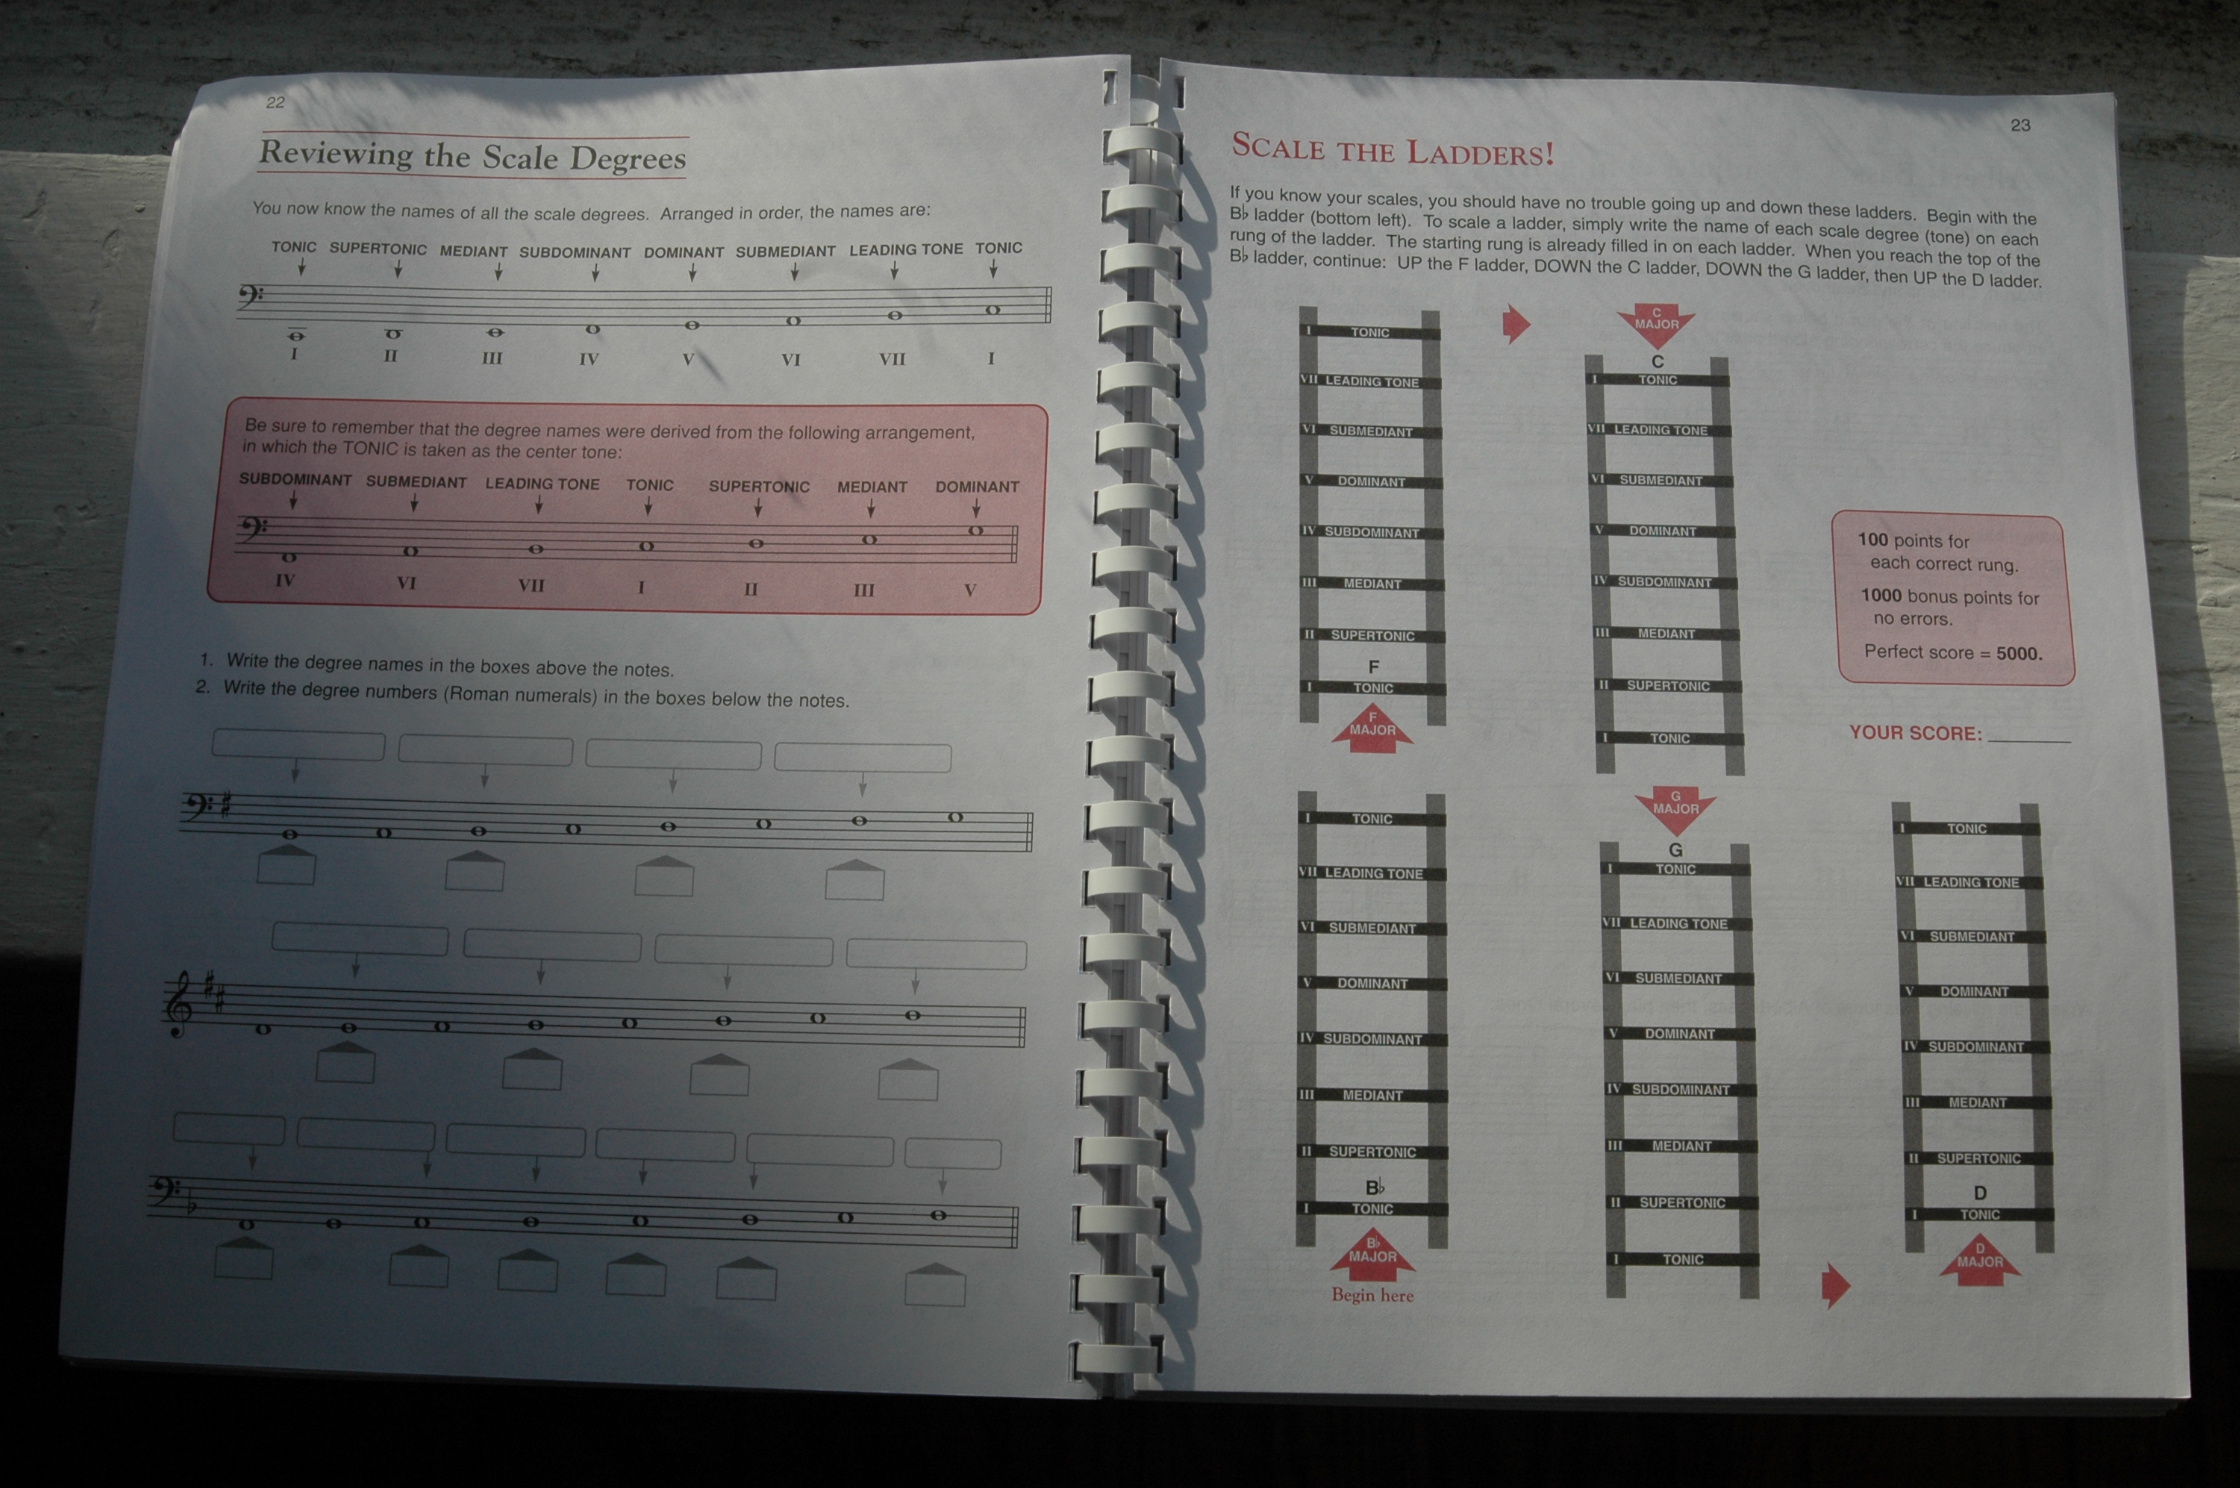 22
Reviewing the Scale Degrees
You now know the names of all the scale degrees. Arranged in order, the names are:
TONIC SUPERTONIC MEDIANT SUBDOMINANT DOMINANT SUBMEDIANT LEADING TONE TONIC
I II III IV V VI VII I
Be sure to remember that the degree names were derived from the following arrangement,
in which the TONIC is taken as the center tone:
SUBDOMINANT SUBMEDIANT LEADING TONE TONIC SUPERTONIC MEDIANT DOMINANT
IV VI VII I II III V
1. Write the degree names in the boxes above the notes.
2. Write the degree numbers (Roman numerals) in the boxes below the notes.
23
SCALE THE LADDERS!
If you know your scales, you should have no trouble going up and down these ladders. Begin with the
B♭ ladder (bottom left). To scale a ladder, simply write the name of each scale degree (tone) on each
rung of the ladder. The starting rung is already filled in on each ladder. When you reach the top of the
B♭ ladder, continue: UP the F ladder, DOWN the C ladder, DOWN the G ladder, then UP the D ladder.
I TONIC
VII LEADING TONE
VI SUBMEDIANT
V DOMINANT
IV SUBDOMINANT
III MEDIANT
II SUPERTONIC
F
I TONIC
F
MAJOR
C
MAJOR
C
I TONIC
VII LEADING TONE
VI SUBMEDIANT
V DOMINANT
IV SUBDOMINANT
III MEDIANT
II SUPERTONIC
I TONIC
100 points for
each correct rung.
1000 bonus points for
no errors.
Perfect score = 5000.
YOUR SCORE:
I TONIC
VII LEADING TONE
VI SUBMEDIANT
V DOMINANT
IV SUBDOMINANT
III MEDIANT
II SUPERTONIC
B♭
I TONIC
B♭
MAJOR
Begin here
G
MAJOR
G
I TONIC
VII LEADING TONE
VI SUBMEDIANT
V DOMINANT
IV SUBDOMINANT
III MEDIANT
II SUPERTONIC
I TONIC
I TONIC
VII LEADING TONE
VI SUBMEDIANT
V DOMINANT
IV SUBDOMINANT
III MEDIANT
II SUPERTONIC
D
I TONIC
D
MAJOR